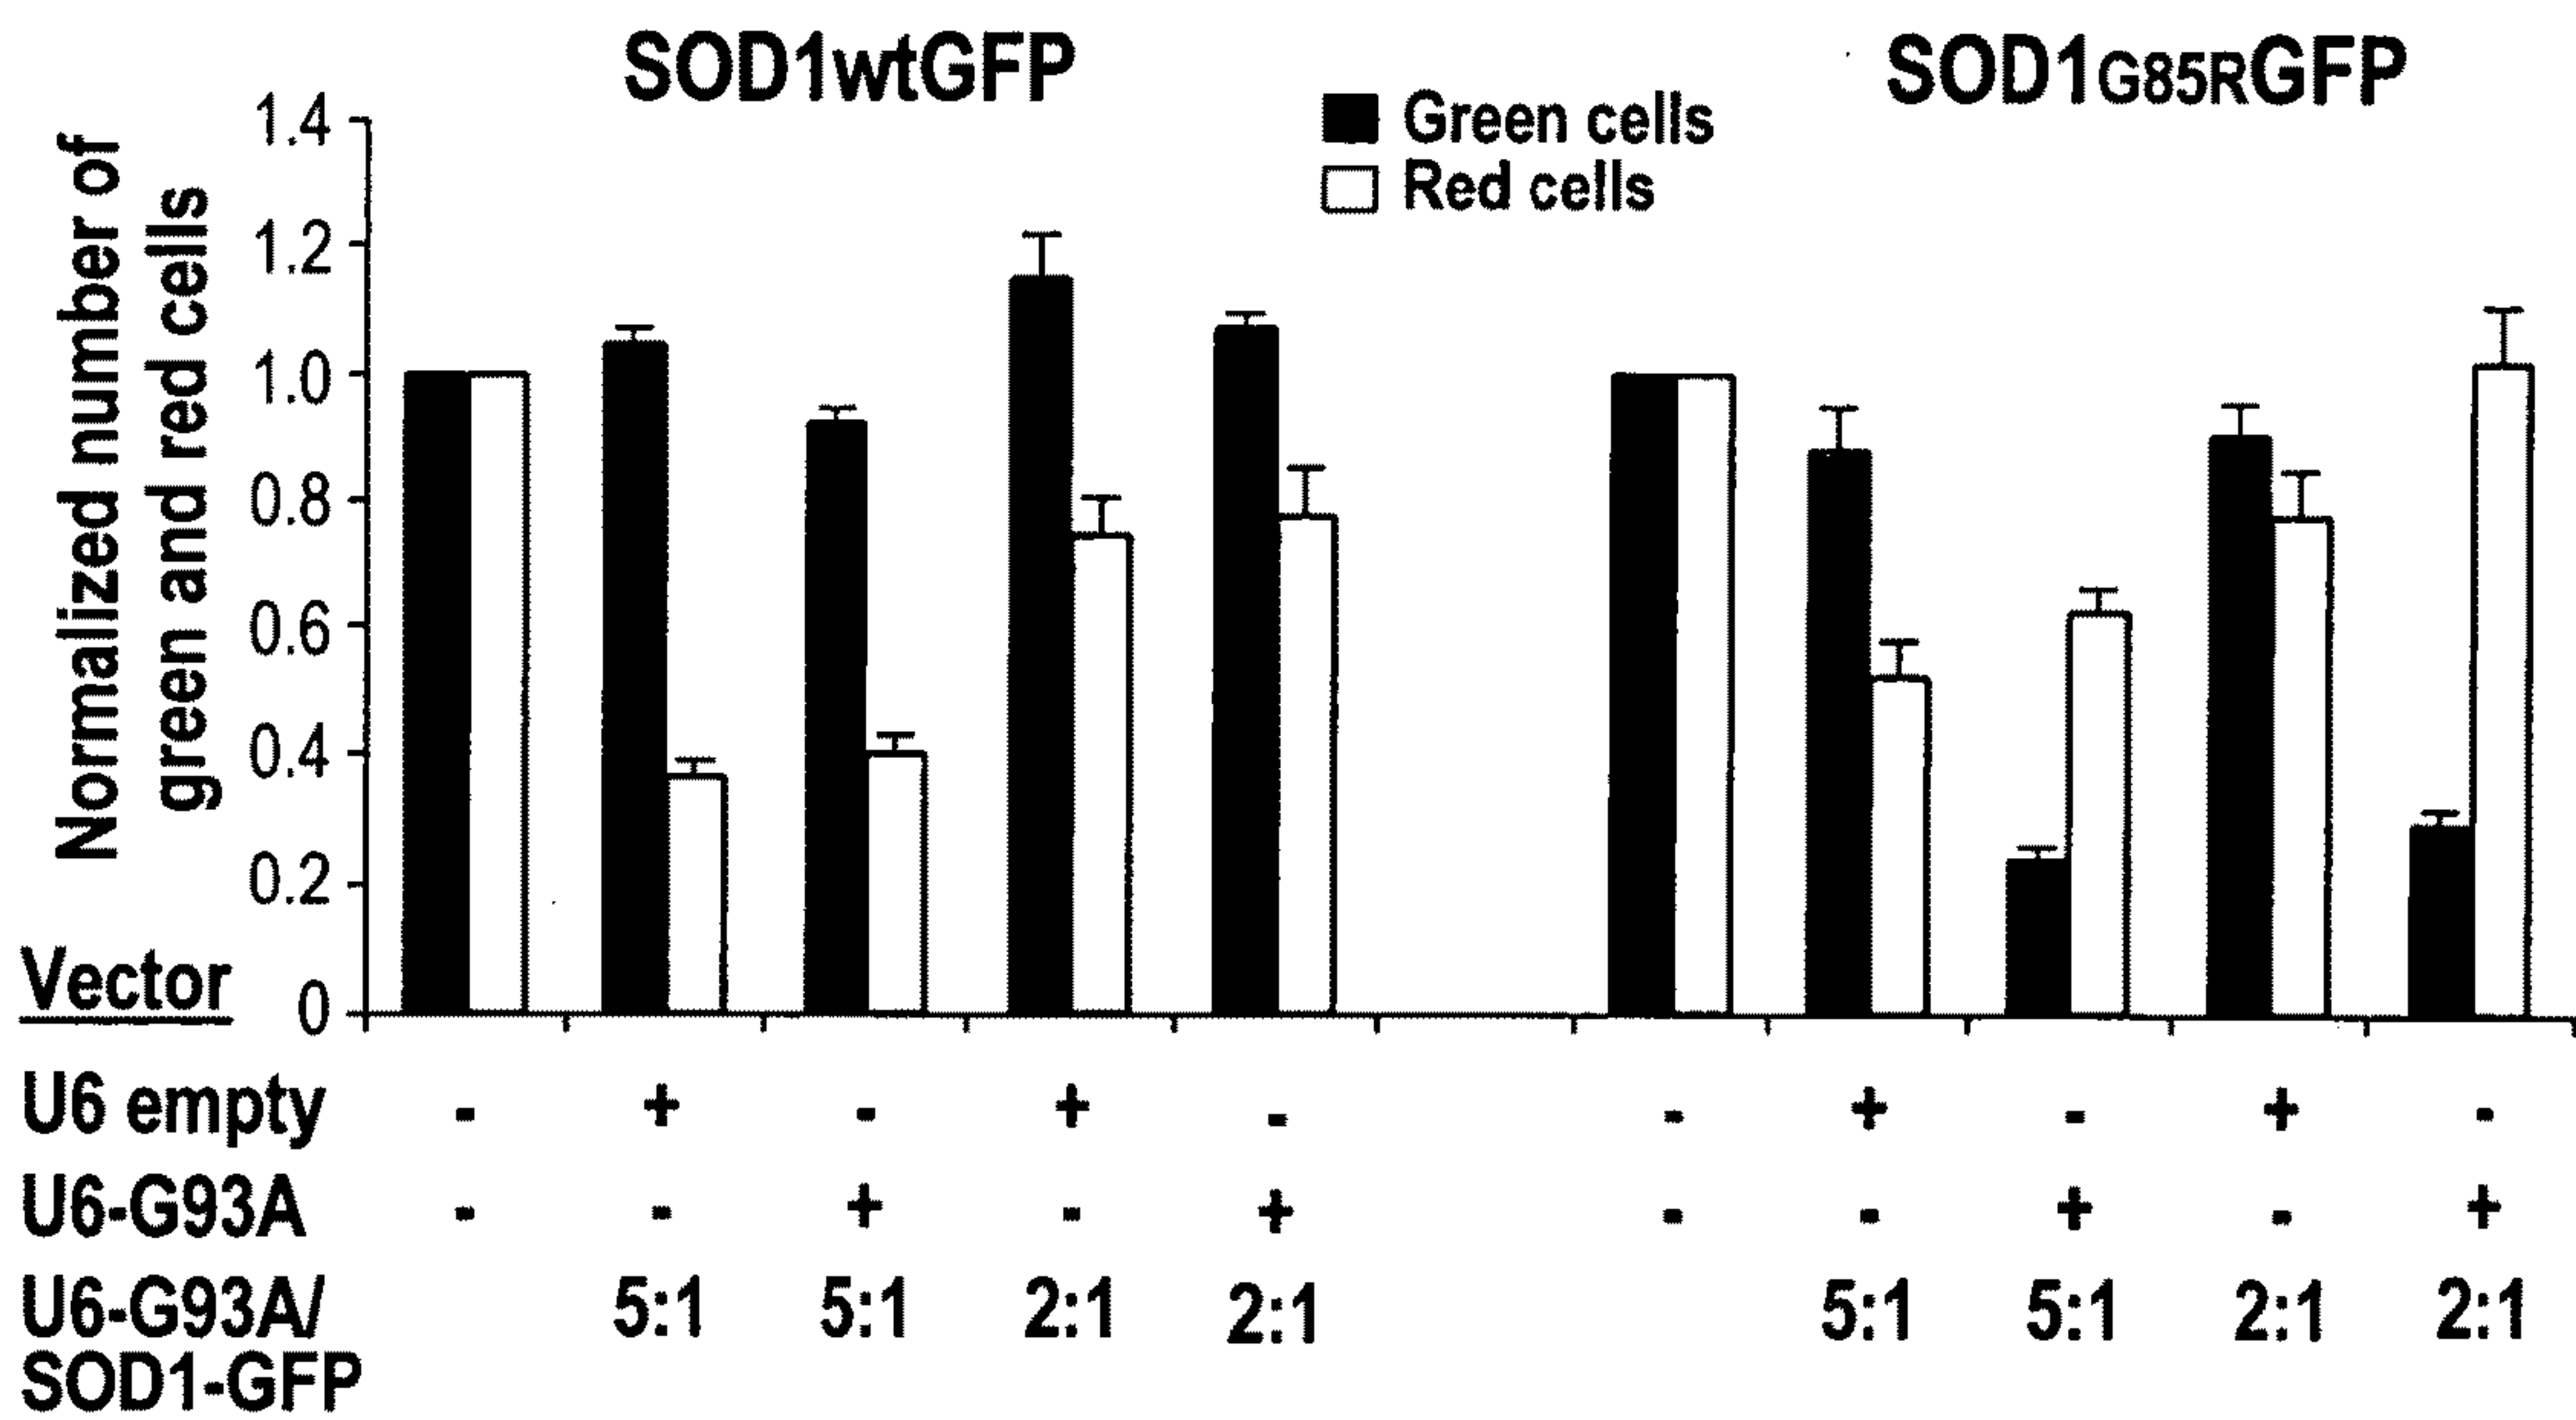 SOD1wtGFP
SOD1G85RGFP
Green cells
Red cells
Normalized number of
green and red cells
1.4
1.2
1.0
0.8
0.6
0.4
0.2
0
Vector
U6 empty - + - + - - + - + -
U6-G93A - - + - + - - + - +
U6-G93A/ 5:1 5:1 2:1 2:1 5:1 5:1 2:1 2:1
SOD1-GFP